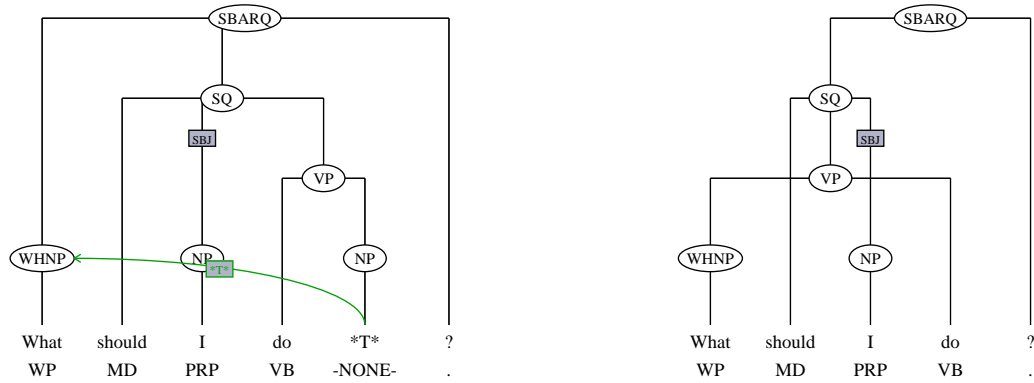 SBARQ SBARQ
SQ SQ
SBJ SBJ
VP VP
WHNP NP NP WHNP NP
*T*
What should I do *T* ? What should I do ?
WP MD PRP VB -NONE- . WP MD PRP VB .